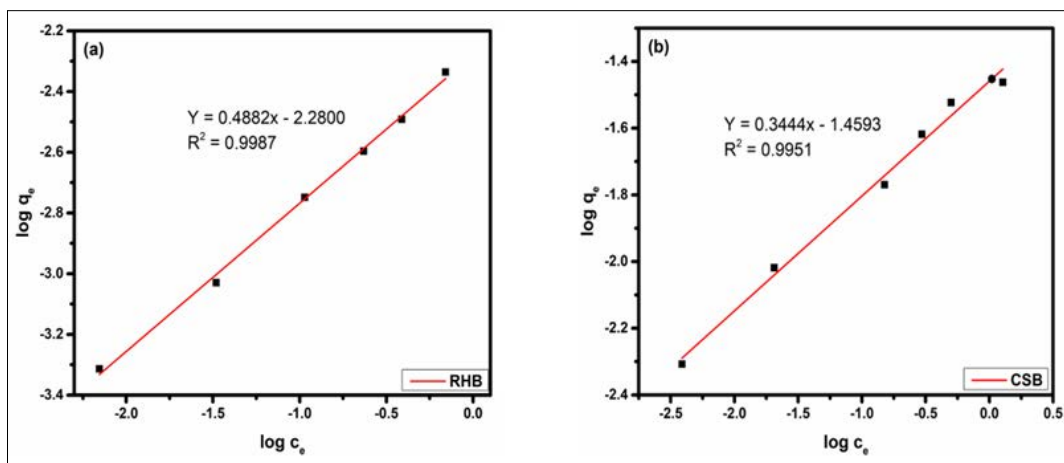 (a)
Y = 0.4882x - 2.2800
R² = 0.9987
log qₑ
-2.2
-2.4
-2.6
-2.8
-3.0
-3.2
-3.4
-2.0
-1.5
-1.0
-0.5
0.0
log cₑ
RHB
(b)
Y = 0.3444x - 1.4593
R² = 0.9951
log qₑ
-1.4
-1.6
-1.8
-2.0
-2.2
-2.4
-2.5
-2.0
-1.5
-1.0
-0.5
0.0
0.5
log cₑ
CSB